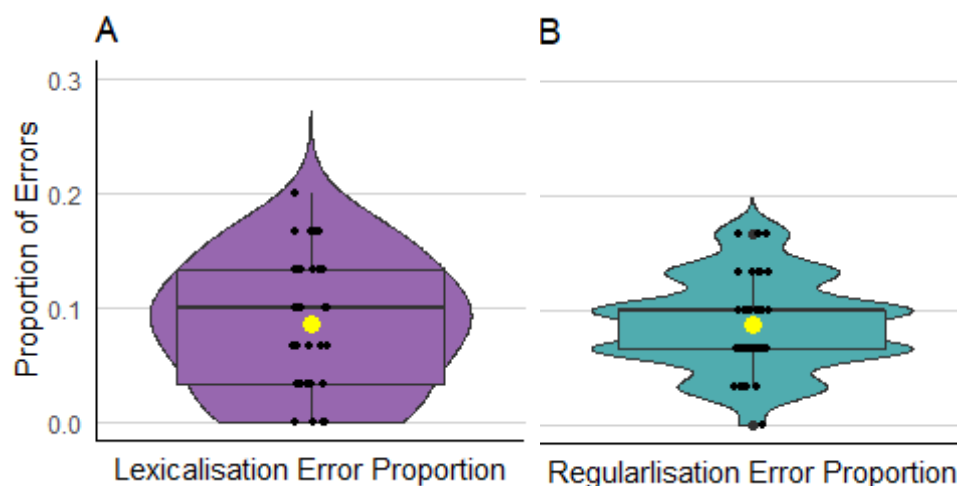 A
B
Proportion of Errors
0.3
0.2
0.1
0.0
Lexicalisation Error Proportion
Regularlisation Error Proportion